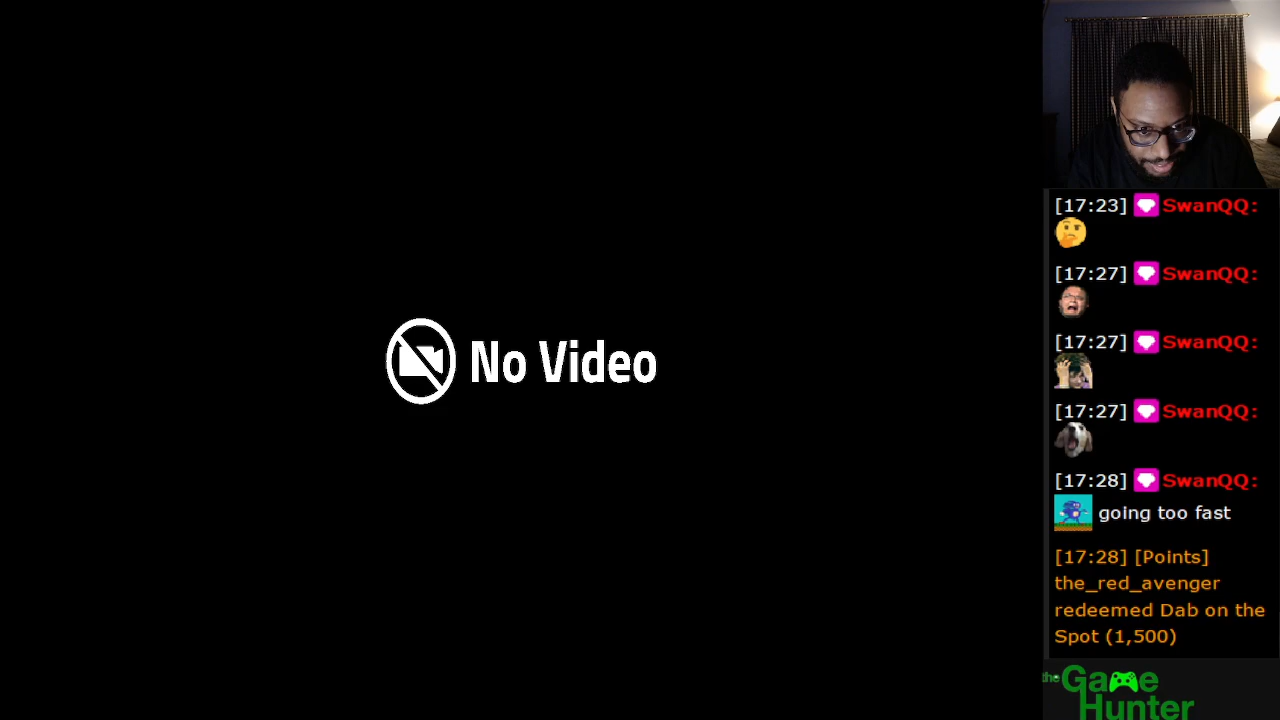 No Video
[17:23] SwanQQ:
[17:27] SwanQQ:
[17:27] SwanQQ:
[17:27] SwanQQ:
[17:28] SwanQQ:
going too fast
[17:28] [Points]
the_red_avenger
redeemed Dab on the
Spot (1,500)
the Game
Hunter